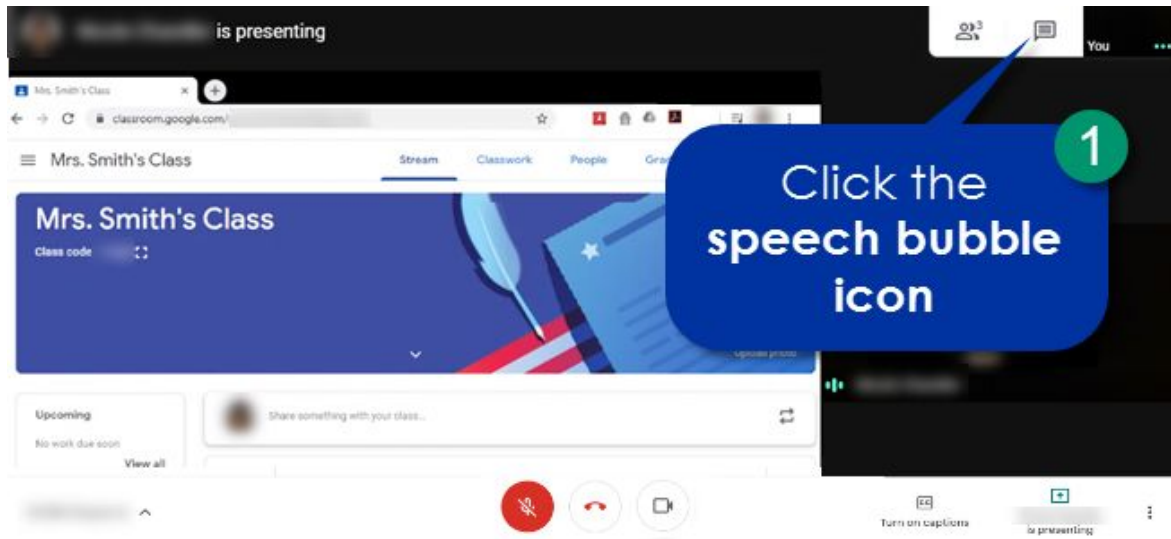 is presenting
3
You
Mrs. Smith's Class
classroom.google.com/
Mrs. Smith's Class
Stream
Classwork
People
1
Click the
speech bubble
icon
Mrs. Smith's Class
Class code
Upload photo
Upcoming
Share something with your class...
No work due soon
View all
Turn on captions
is presenting